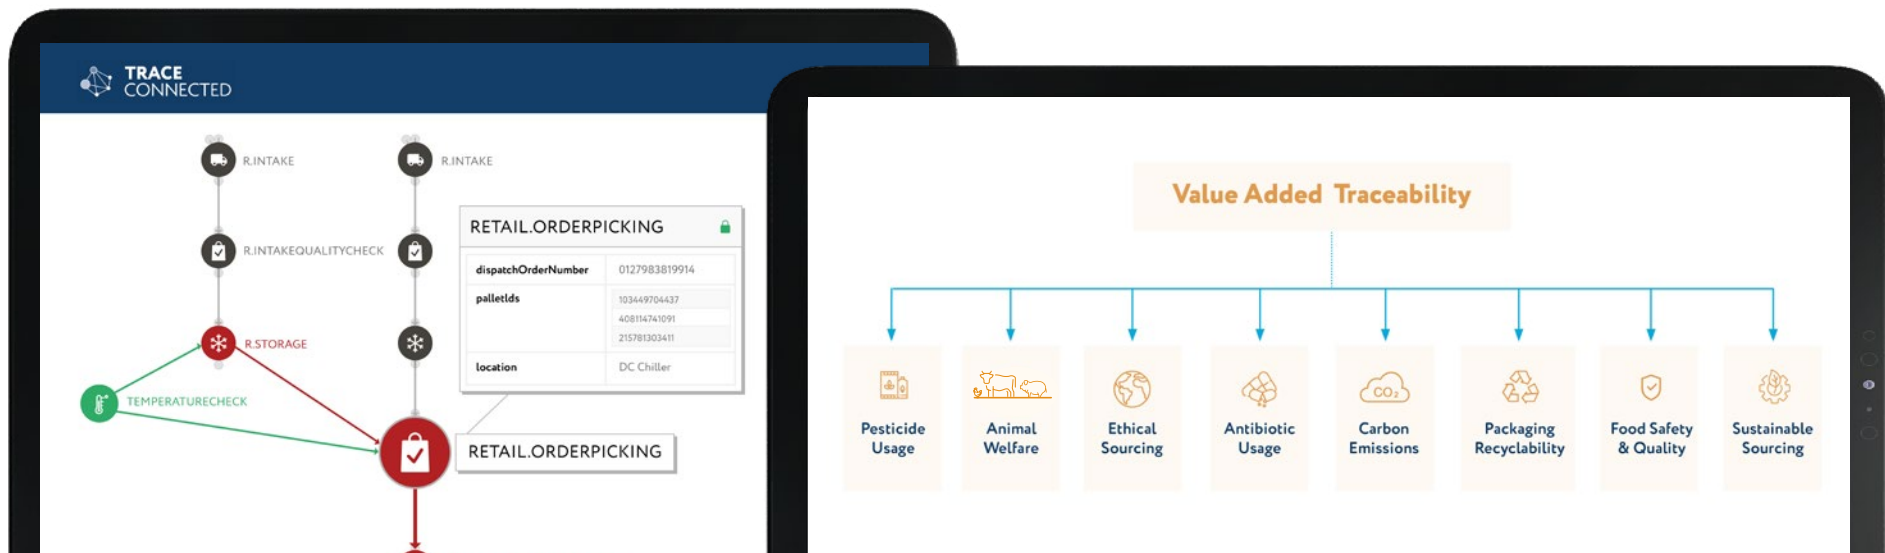 TRACE
CONNECTED
R.INTAKE
R.INTAKE
R.INTAKEQUALITYCHECK
RETAIL.ORDERPICKING
dispatchOrderNumber 0127983819914
palletIds 103449704437
408114741091
215781303411
location DC Chiller
R.STORAGE
TEMPERATURECHECK
RETAIL.ORDERPICKING
Value Added Traceability
Pesticide
Usage
Animal
Welfare
Ethical
Sourcing
Antibiotic
Usage
CO2
Carbon
Emissions
Packaging
Recyclability
Food Safety
& Quality
Sustainable
Sourcing